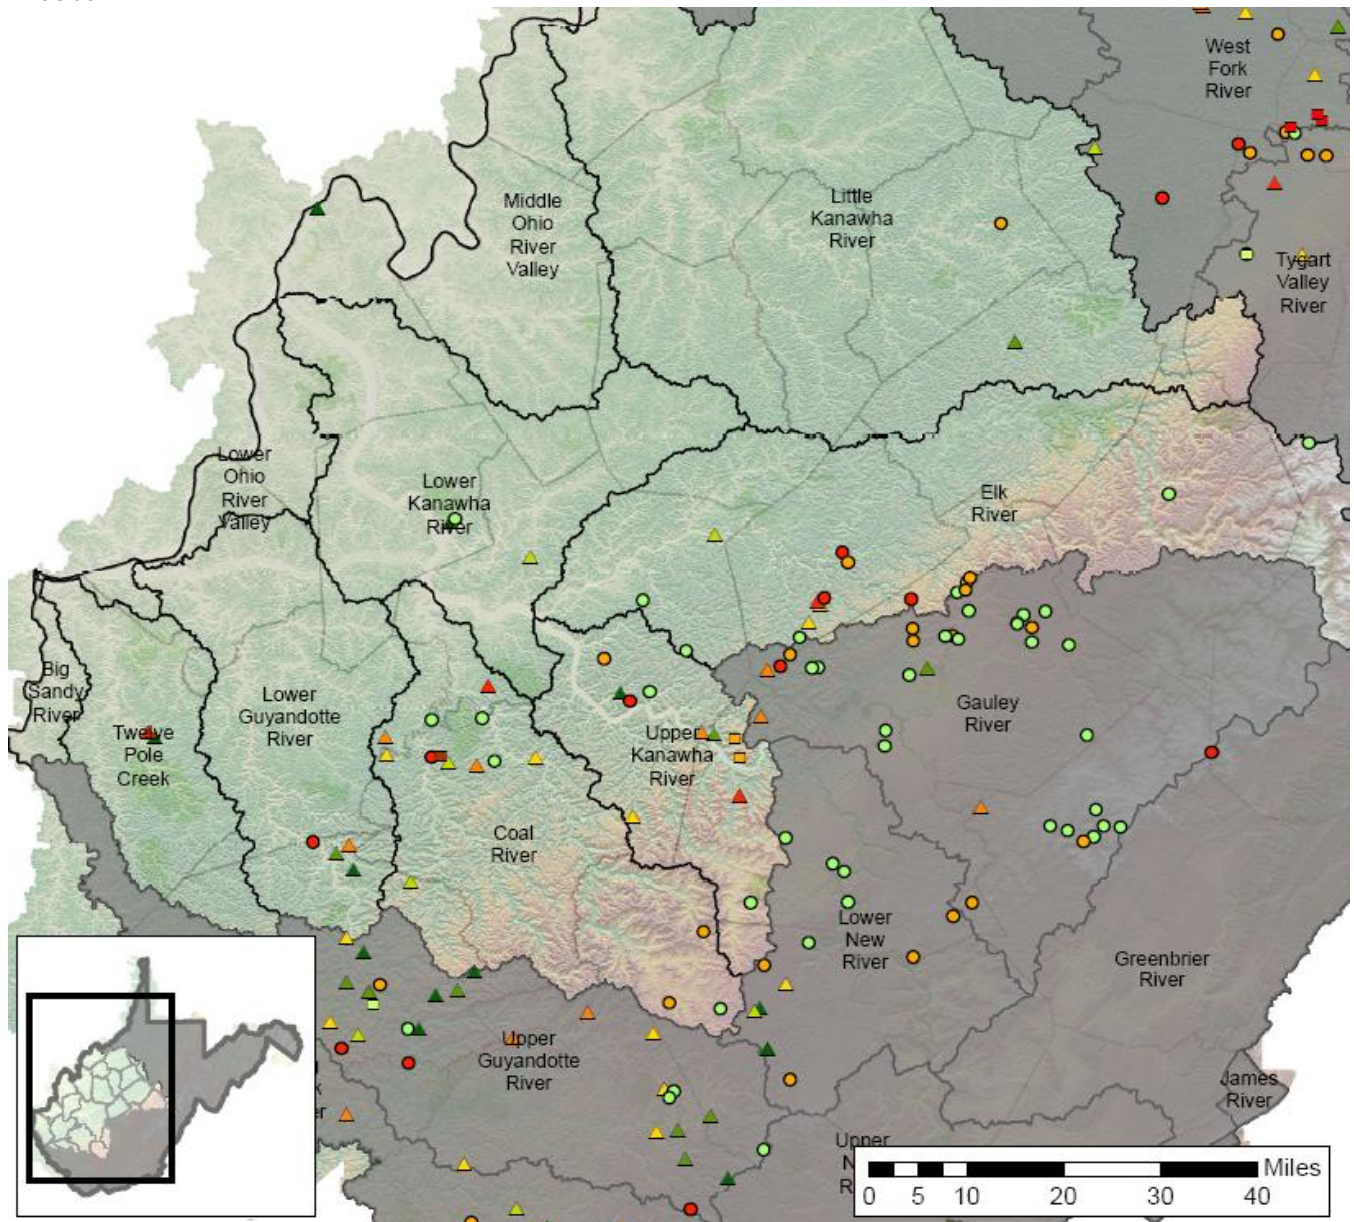 West
Fork
River
Middle
Ohio
River
Valley
Little
Kanawha
River
Tygart
Valley
River
Lower
Ohio
River
Valley
Lower
Kanawha
River
Elk
River
Big
Sandy
River
Twelve
Pole
Creek
Lower
Guyandotte
River
Upper
Kanawha
River
Gauley
River
Coal
River
Lower
New
River
Greenbrier
River
Upper
Guyandotte
River
James
River
Upper
Miles
0 5 10 20 30 40